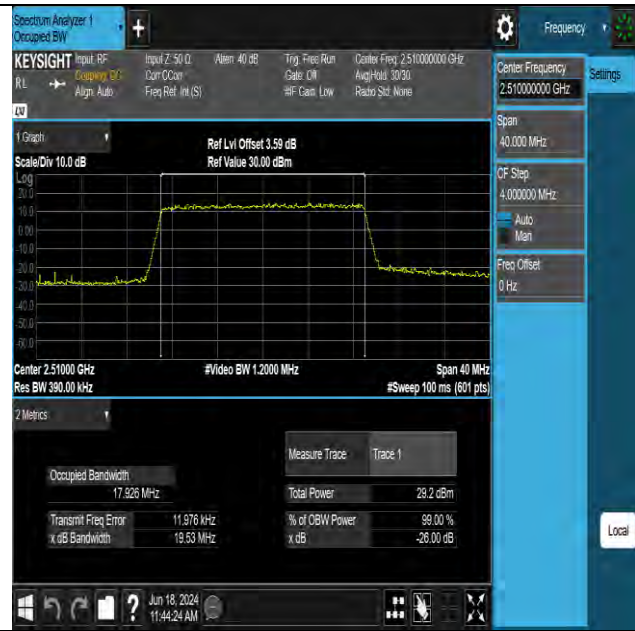 Spectrum Analyzer 1
Occupied BW
+
Frequency
KEYSIGHT
RL
Input: RF
Coupling: DC
Align: Auto
Input Z: 50 Ω
Corr CCorr
Freq Ref: Int (S)
Atten: 40 dB
Trig: Free Run
Gate: Off
#IF Gain: Low
Center Freq: 2.510000000 GHz
Avg|Hold: 30/30
Radio Std: None
LXI
1 Graph
Scale/Div 10.0 dB
Ref Lvl Offset 3.59 dB
Ref Value 30.00 dBm
Log
20.0
10.0
0.00
-10.0
-20.0
-30.0
-40.0
-50.0
-60.0
Center 2.51000 GHz
#Video BW 1.2000 MHz
Span 40 MHz
Res BW 390.00 kHz
#Sweep 100 ms (601 pts)
2 Metrics
Measure Trace
Trace 1
Occupied Bandwidth
17.926 MHz
Total Power
29.2 dBm
Transmit Freq Error
11.976 kHz
% of OBW Power
99.00 %
x dB Bandwidth
19.53 MHz
x dB
-26.00 dB
Center Frequency
2.510000000 GHz
Settings
Span
40.000 MHz
CF Step
4.000000 MHz
Auto
Man
Freq Offset
0 Hz
Local
?
Jun 18, 2024
11:44:24 AM